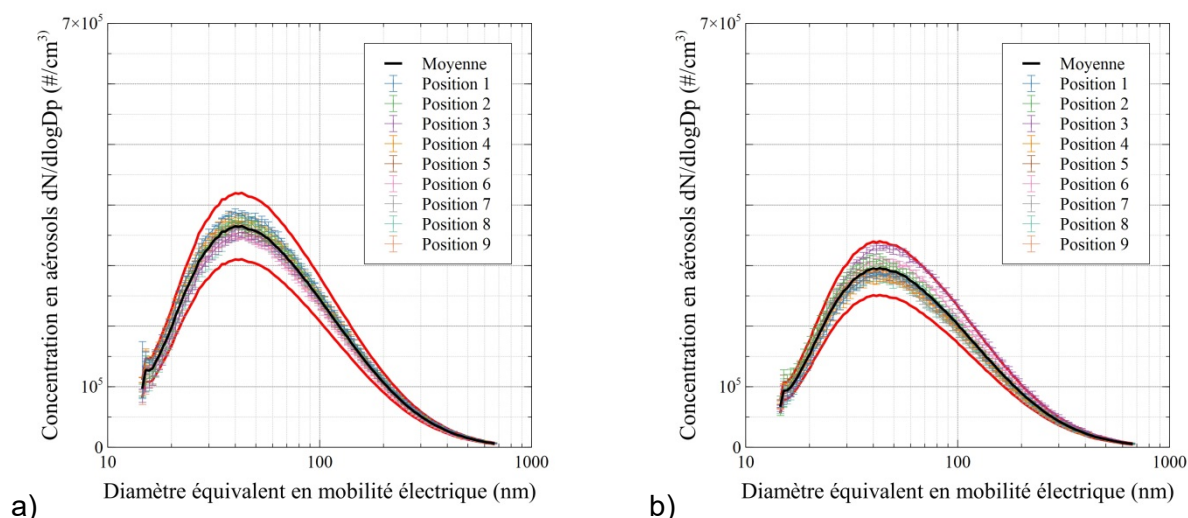 7×10⁵
Moyenne
Position 1
Position 2
Position 3
Position 4
Position 5
Position 6
Position 7
Position 8
Position 9
Concentration en aérosols dN/dlogDp (#/cm³)
10⁵
0
10 100 1000
Diamètre équivalent en mobilité électrique (nm)
a)
7×10⁵
Moyenne
Position 1
Position 2
Position 3
Position 4
Position 5
Position 6
Position 7
Position 8
Position 9
Concentration en aérosols dN/dlogDp (#/cm³)
10⁵
0
10 100 1000
Diamètre équivalent en mobilité électrique (nm)
b)